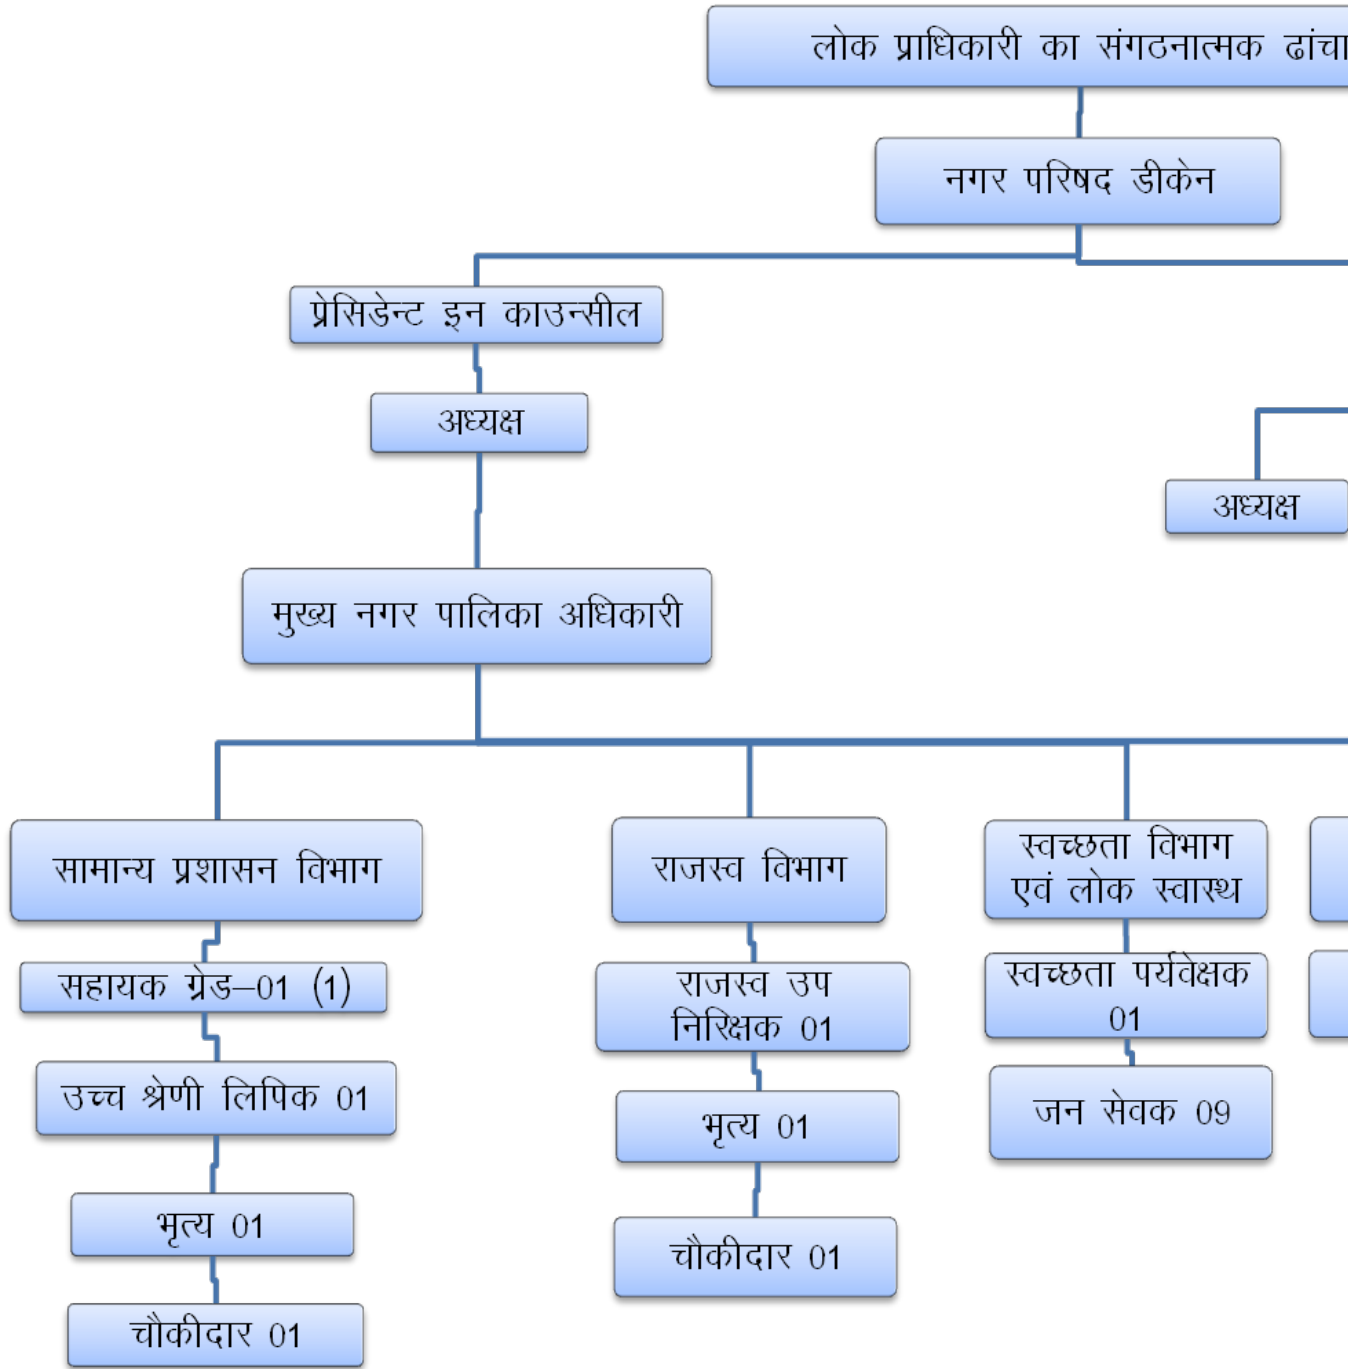 लोक प्राधिकारी का संगठनात्मक ढांचा
नगर परिषद डीकेन
प्रेसिडेन्ट इन काउन्सील
अध्यक्ष
अध्यक्ष
मुख्य नगर पालिका अधिकारी
सामान्य प्रशासन विभाग
राजस्व विभाग
स्वच्छता विभाग
एवं लोक स्वास्थ
सहायक ग्रेड–01 (1)
राजस्व उप
निरिक्षक 01
स्वच्छता पर्यवेक्षक
01
उच्च श्रेणी लिपिक 01
भृत्य 01
जन सेवक 09
भृत्य 01
चौकीदार 01
चौकीदार 01